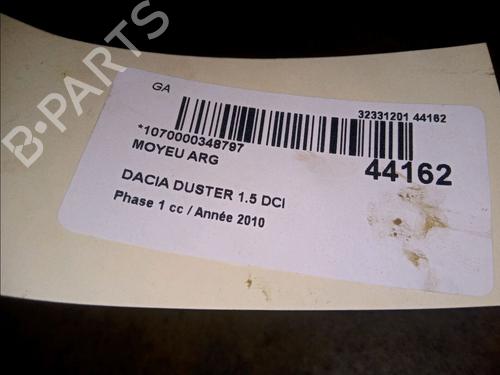 B-PARTS
GA
32331201 44162
*1070000348797
44162
MOYEU ARG
DACIA DUSTER 1.5 DCI
Phase 1 cc / Année 2010